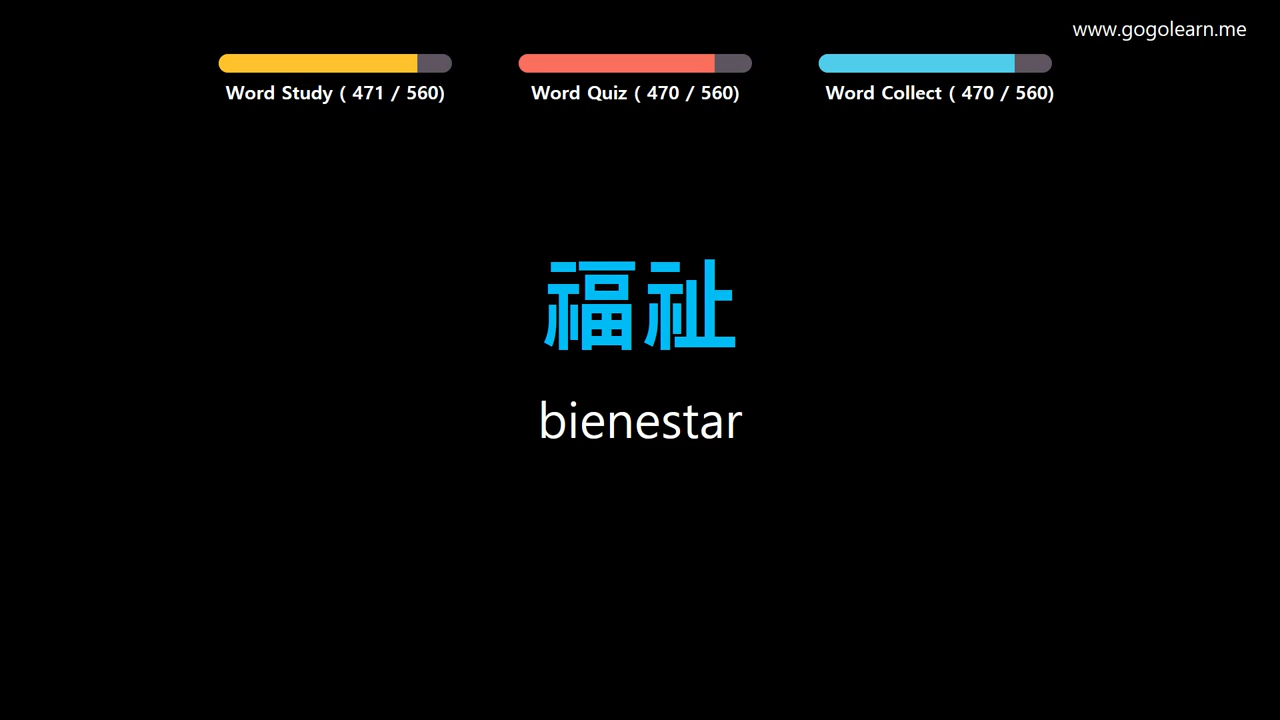 www.gogolearn.me
Word Study ( 471 / 560)
Word Quiz ( 470 / 560)
Word Collect ( 470 / 560)
福祉
bienestar